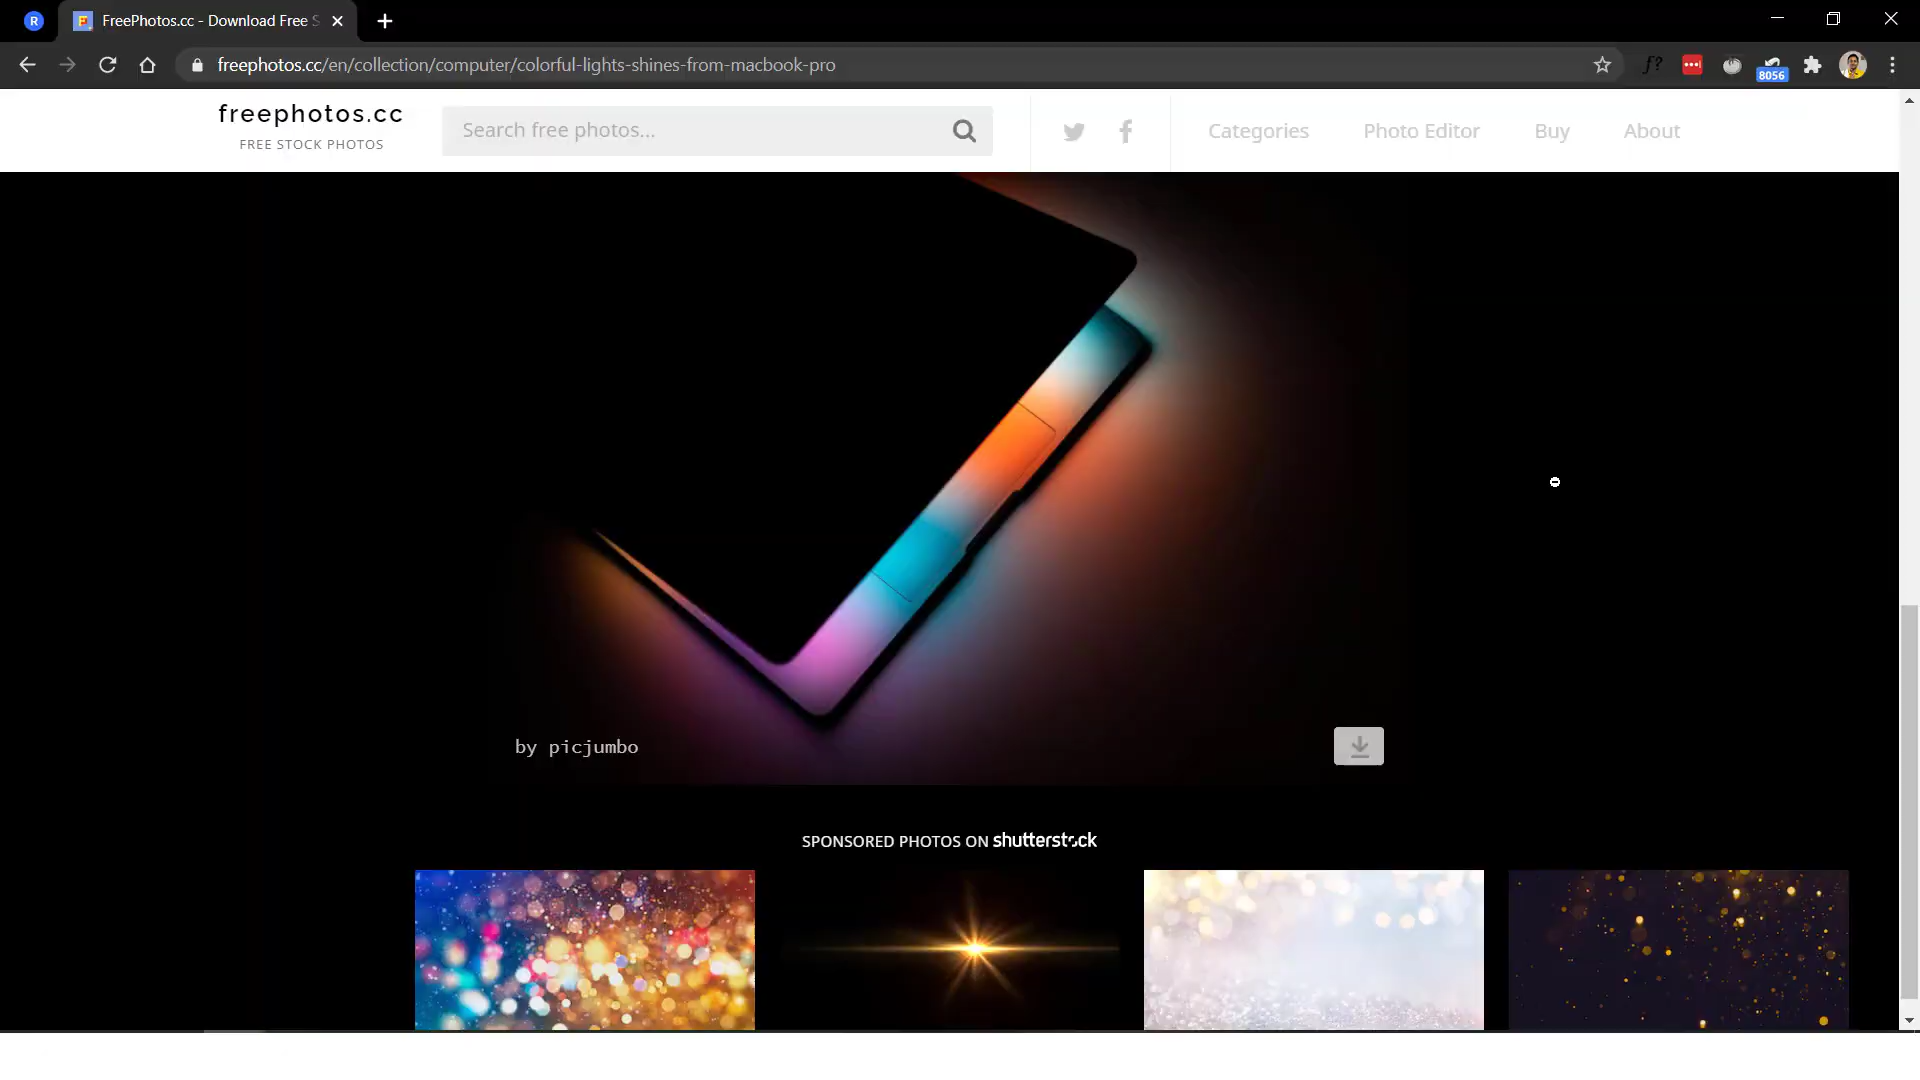 R
FreePhotos.cc - Download Free S
freephotos.cc/en/collection/computer/colorful-lights-shines-from-macbook-pro
f?
8056
freephotos.cc
FREE STOCK PHOTOS
Search free photos...
Categories
Photo Editor
Buy
About
by picjumbo
SPONSORED PHOTOS ON shutterstock